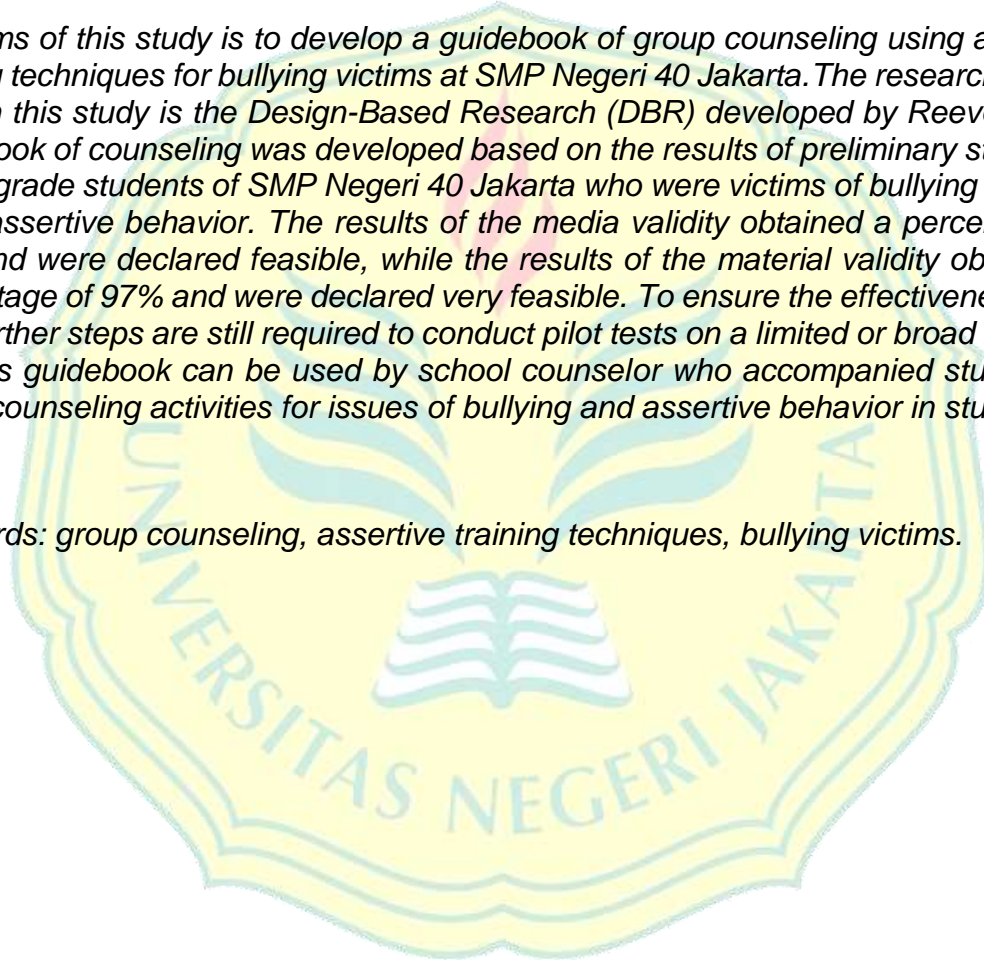 ms of this study is to develop a guidebook of group counseling using a
g techniques for bullying victims at SMP Negeri 40 Jakarta.The research
n this study is the Design-Based Research (DBR) developed by Reev
ook of counseling was developed based on the results of preliminary st
grade students of SMP Negeri 40 Jakarta who were victims of bullying
assertive behavior. The results of the media validity obtained a perce
nd were declared feasible, while the results of the material validity ob
tage of 97% and were declared very feasible. To ensure the effectivene
rther steps are still required to conduct pilot tests on a limited or broad
s guidebook can be used by school counselor who accompanied stu
counseling activities for issues of bullying and assertive behavior in stu
rds: group counseling, assertive training techniques, bullying victims.
UNIVERSITAS NEGERI JAKARTA